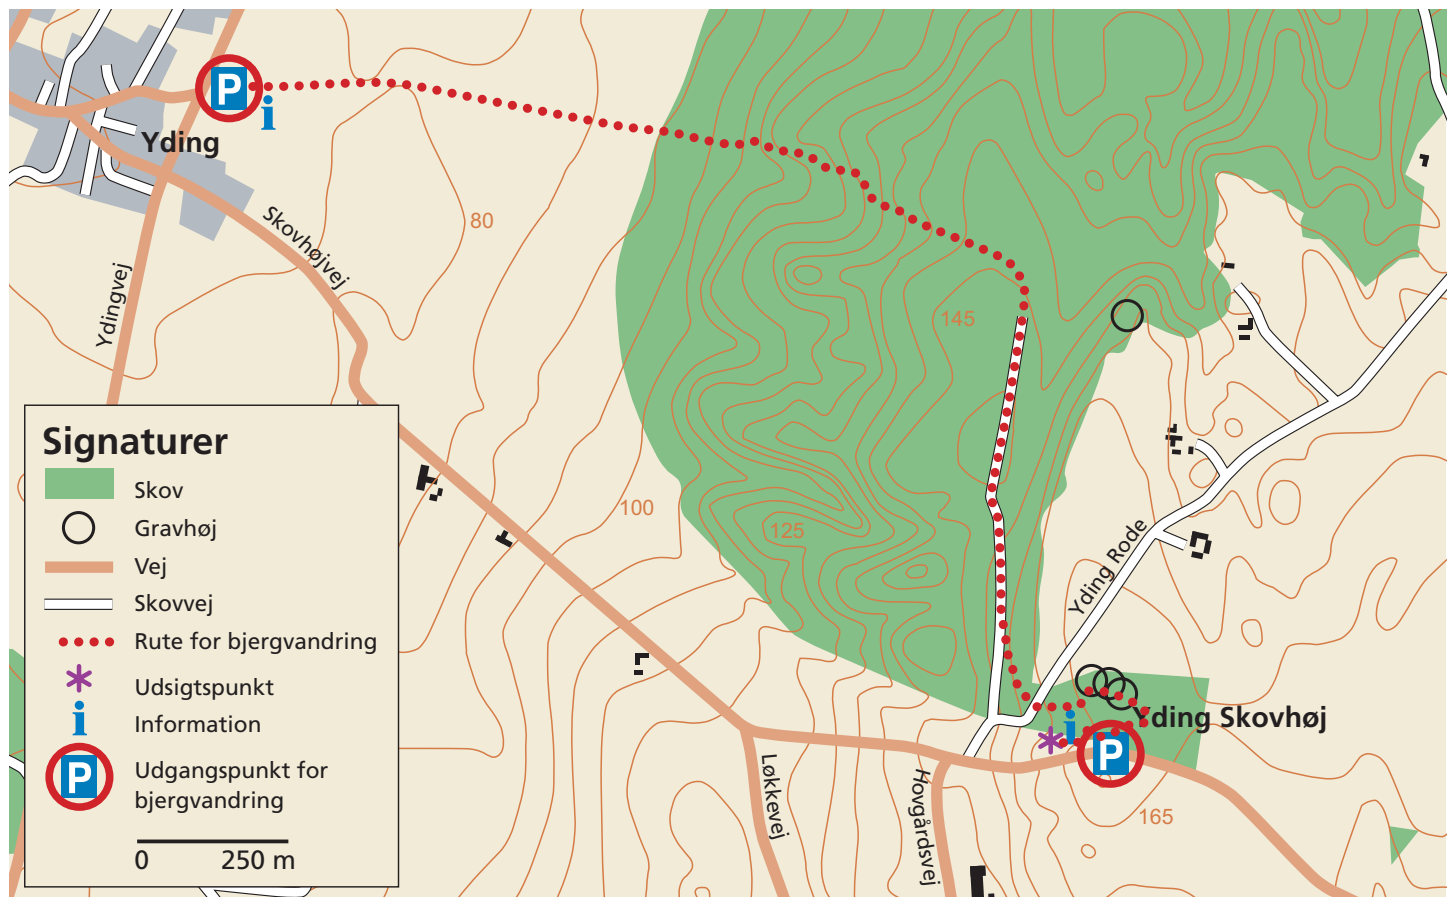 P
i
Yding
Skovhøjvej
Ydingvej
80
145
100
125
Yding Rode
Yding Skovhøj
i
P
165
Løkkevej
Hovgårdsvej
Signaturer
Skov
Gravhøj
Vej
Skovvej
Rute for bjergvandring
Udsigtspunkt
i Information
P Udgangspunkt for
bjergvandring
0 250 m